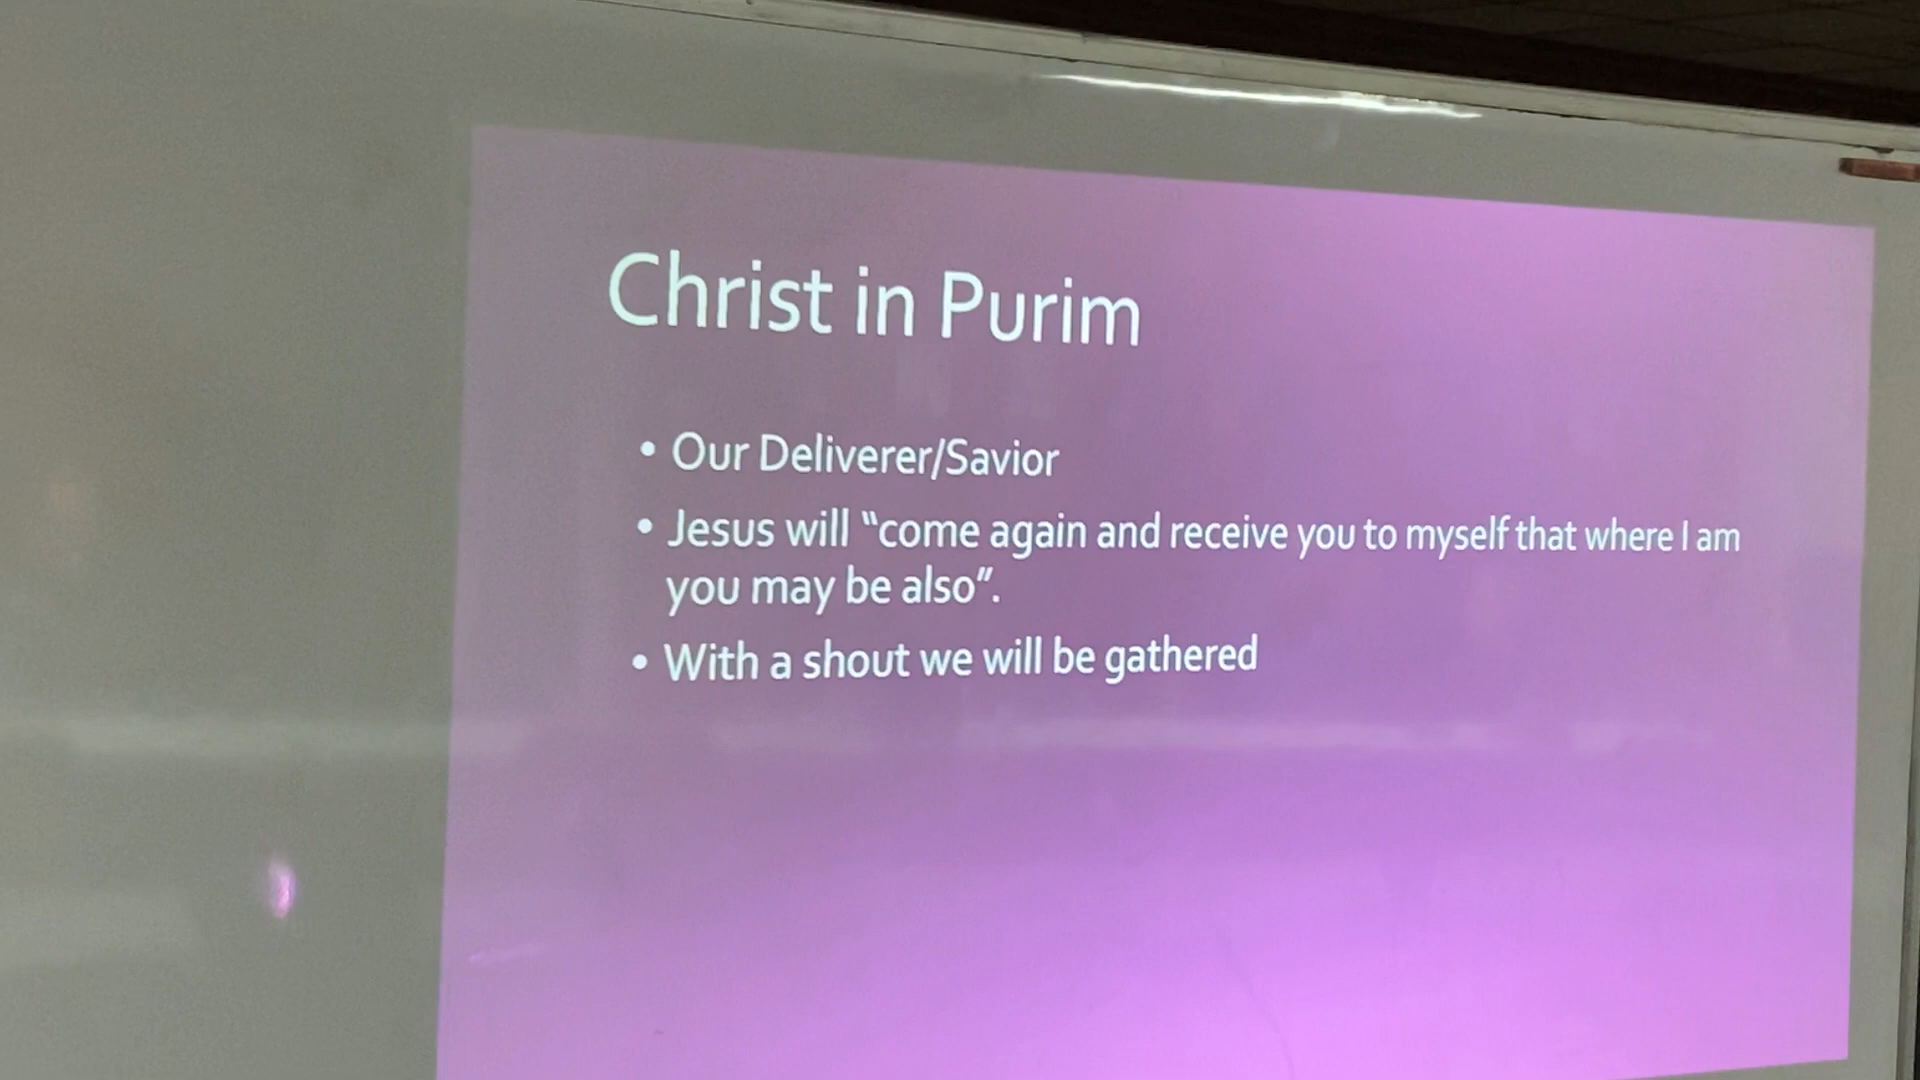 Christ in Purim
• Our Deliverer/Savior
• Jesus will “come again and receive you to myself that where I am
you may be also”.
• With a shout we will be gathered